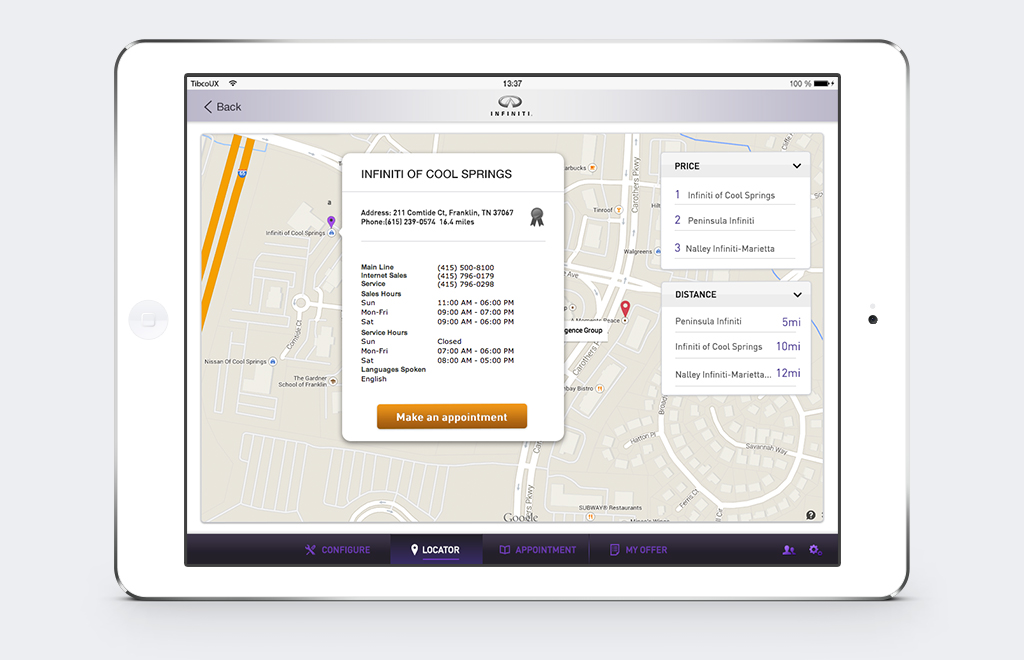 TibcoUX
13:37
100 %
Back
INFINITI.
65
INFINITI OF COOL SPRINGS
Address: 211 Comtide Ct, Franklin, TN 37067
Phone:(615) 239-0574 16.4 miles
Main Line (415) 500-8100
Internet Sales (415) 796-0179
Service (415) 796-0298
Sales Hours
Sun 11:00 AM - 06:00 PM
Mon-Fri 09:00 AM - 07:00 PM
Sat 09:00 AM - 06:00 PM
Service Hours
Sun Closed
Mon-Fri 07:00 AM - 06:00 PM
Sat 08:00 AM - 05:00 PM
Languages Spoken
English
Make an appointment
PRICE
1 Infiniti of Cool Springs
2 Peninsula Infiniti
3 Nalley Infiniti-Marietta
DISTANCE
Peninsula Infiniti 5mi
Infiniti of Cool Springs 10mi
Nalley Infiniti-Marietta... 12mi
a
Infiniti of Cool Springs
Comtide Ct
Nissan Of Cool Springs
The Gardner
School of Franklin
arbucks
Carothers Pkwy
Tinroof
Hilt
Walgreens
Ave
A Moments Peace
gence Group
Carothers
ebay Bistro
Hatton Pl
Savannah Way
Ferris Ct
Carothers Pkwy
SUBWAY® Restaurants
Google
CONFIGURE
LOCATOR
APPOINTMENT
MY OFFER